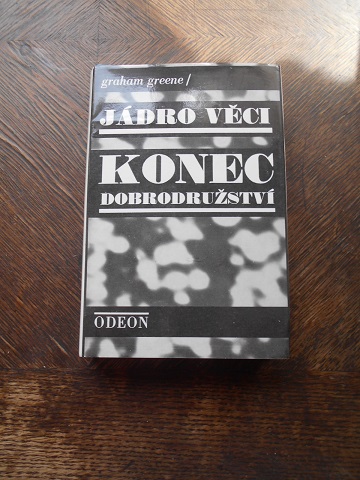 graham greene/
JÁDRO VĚCI
KONEC
DOBRODRUŽSTVÍ
ODEON